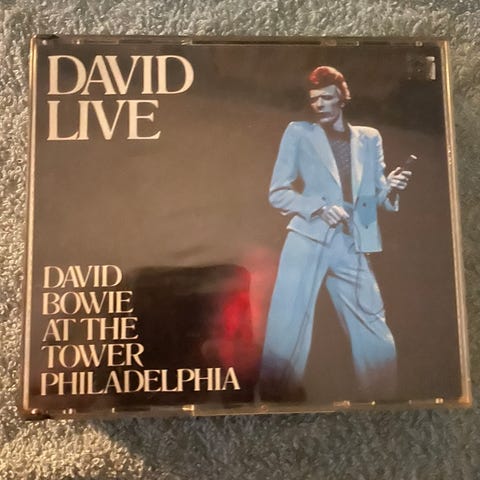 DAVID
LIVE
DAVID
BOWIE
AT THE
TOWER
PHILADELPHIA